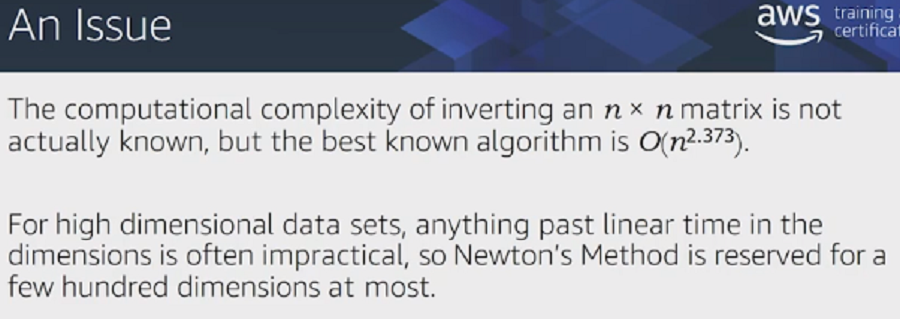 An Issue
aws training
certifica
The computational complexity of inverting an n × n matrix is not
actually known, but the best known algorithm is O(n^2.373).
For high dimensional data sets, anything past linear time in the
dimensions is often impractical, so Newton's Method is reserved for a
few hundred dimensions at most.